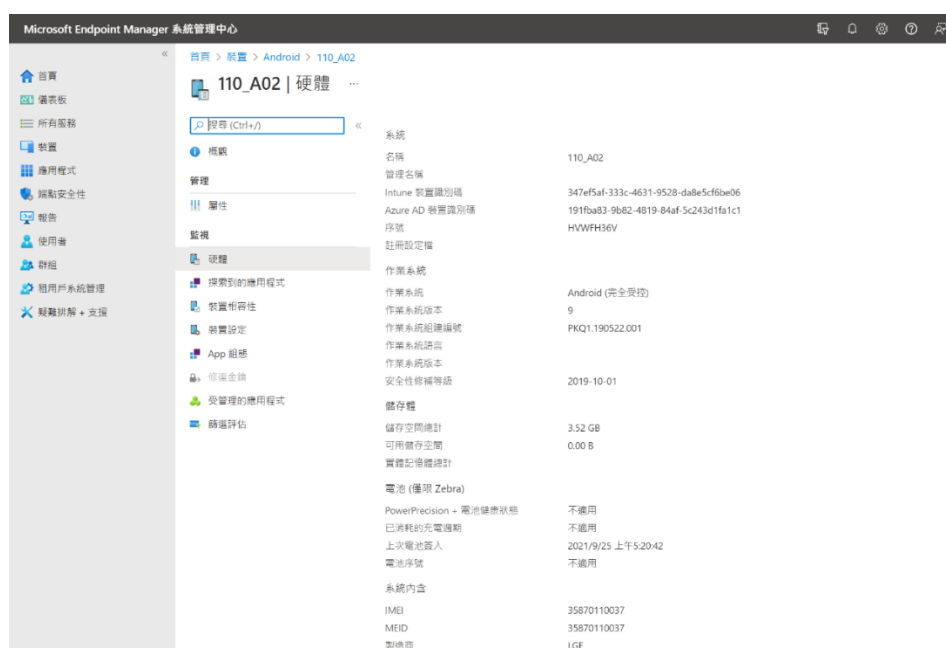 Microsoft Endpoint Manager 系統管理中心
«
首頁 > 裝置 > Android > 110_A02
110_A02 | 硬體 ...
首頁
儀表板
所有服務
裝置
應用程式
端點安全性
報告
使用者
群組
租用戶系統管理
疑難排解 + 支援
搜尋 (Ctrl+/)
«
概觀
管理
屬性
監視
硬體
探索到的應用程式
裝置相容性
裝置設定
App 組態
修復金鑰
受管理的應用程式
篩選評估
系統
名稱 110_A02
管理名稱
Intune 裝置識別碼 347ef5af-333c-4631-9528-da8e5cf6be06
Azure AD 裝置識別碼 191fba83-9b82-4819-84af-5c243d1fa1c1
序號 HVWFH36V
註冊設定檔
作業系統
作業系統 Android (完全受控)
作業系統版本 9
作業系統組建編號 PKQ1.190522.001
作業系統語言
作業系統版本
安全性修補等級 2019-10-01
儲存體
儲存空間總計 3.52 GB
可用儲存空間 0.00 B
實體記憶體總計
電池 (僅限 Zebra)
PowerPrecision + 電池健康狀態 不適用
已消耗的充電週期 不適用
上次電池簽入 2021/9/25 上午5:20:42
電池序號 不適用
系統內含
IMEI 35870110037
MEID 35870110037
製造商 LGE